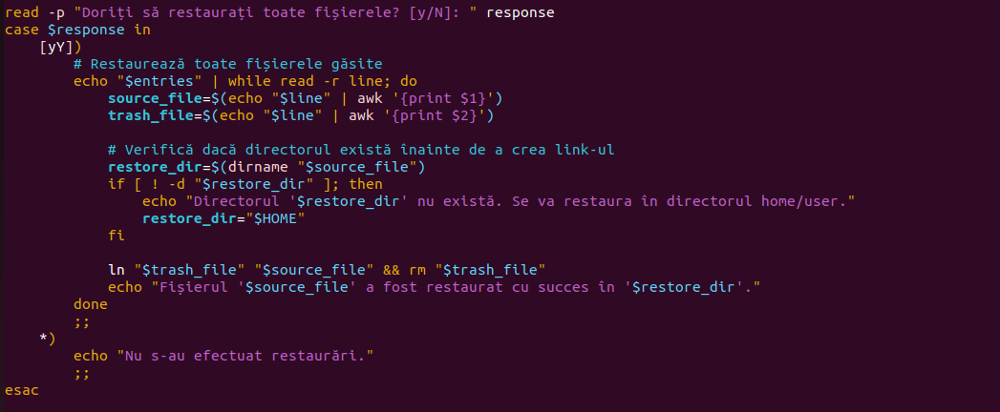 read -p "Doriți să restaurați toate fișierele? [y/N]: " response
case $response in
    [yY])
        # Restaurează toate fișierele găsite
        echo "$entries" | while read -r line; do
            source_file=$(echo "$line" | awk '{print $1}')
            trash_file=$(echo "$line" | awk '{print $2}')

            # Verifică dacă directorul există înainte de a crea link-ul
            restore_dir=$(dirname "$source_file")
            if [ ! -d "$restore_dir" ]; then
                echo "Directorul '$restore_dir' nu există. Se va restaura în directorul home/user."
                restore_dir="$HOME"
            fi

            ln "$trash_file" "$source_file" && rm "$trash_file"
            echo "Fișierul '$source_file' a fost restaurat cu succes în '$restore_dir'."
        done
        ;;
    *)
        echo "Nu s-au efectuat restaurări."
        ;;
esac